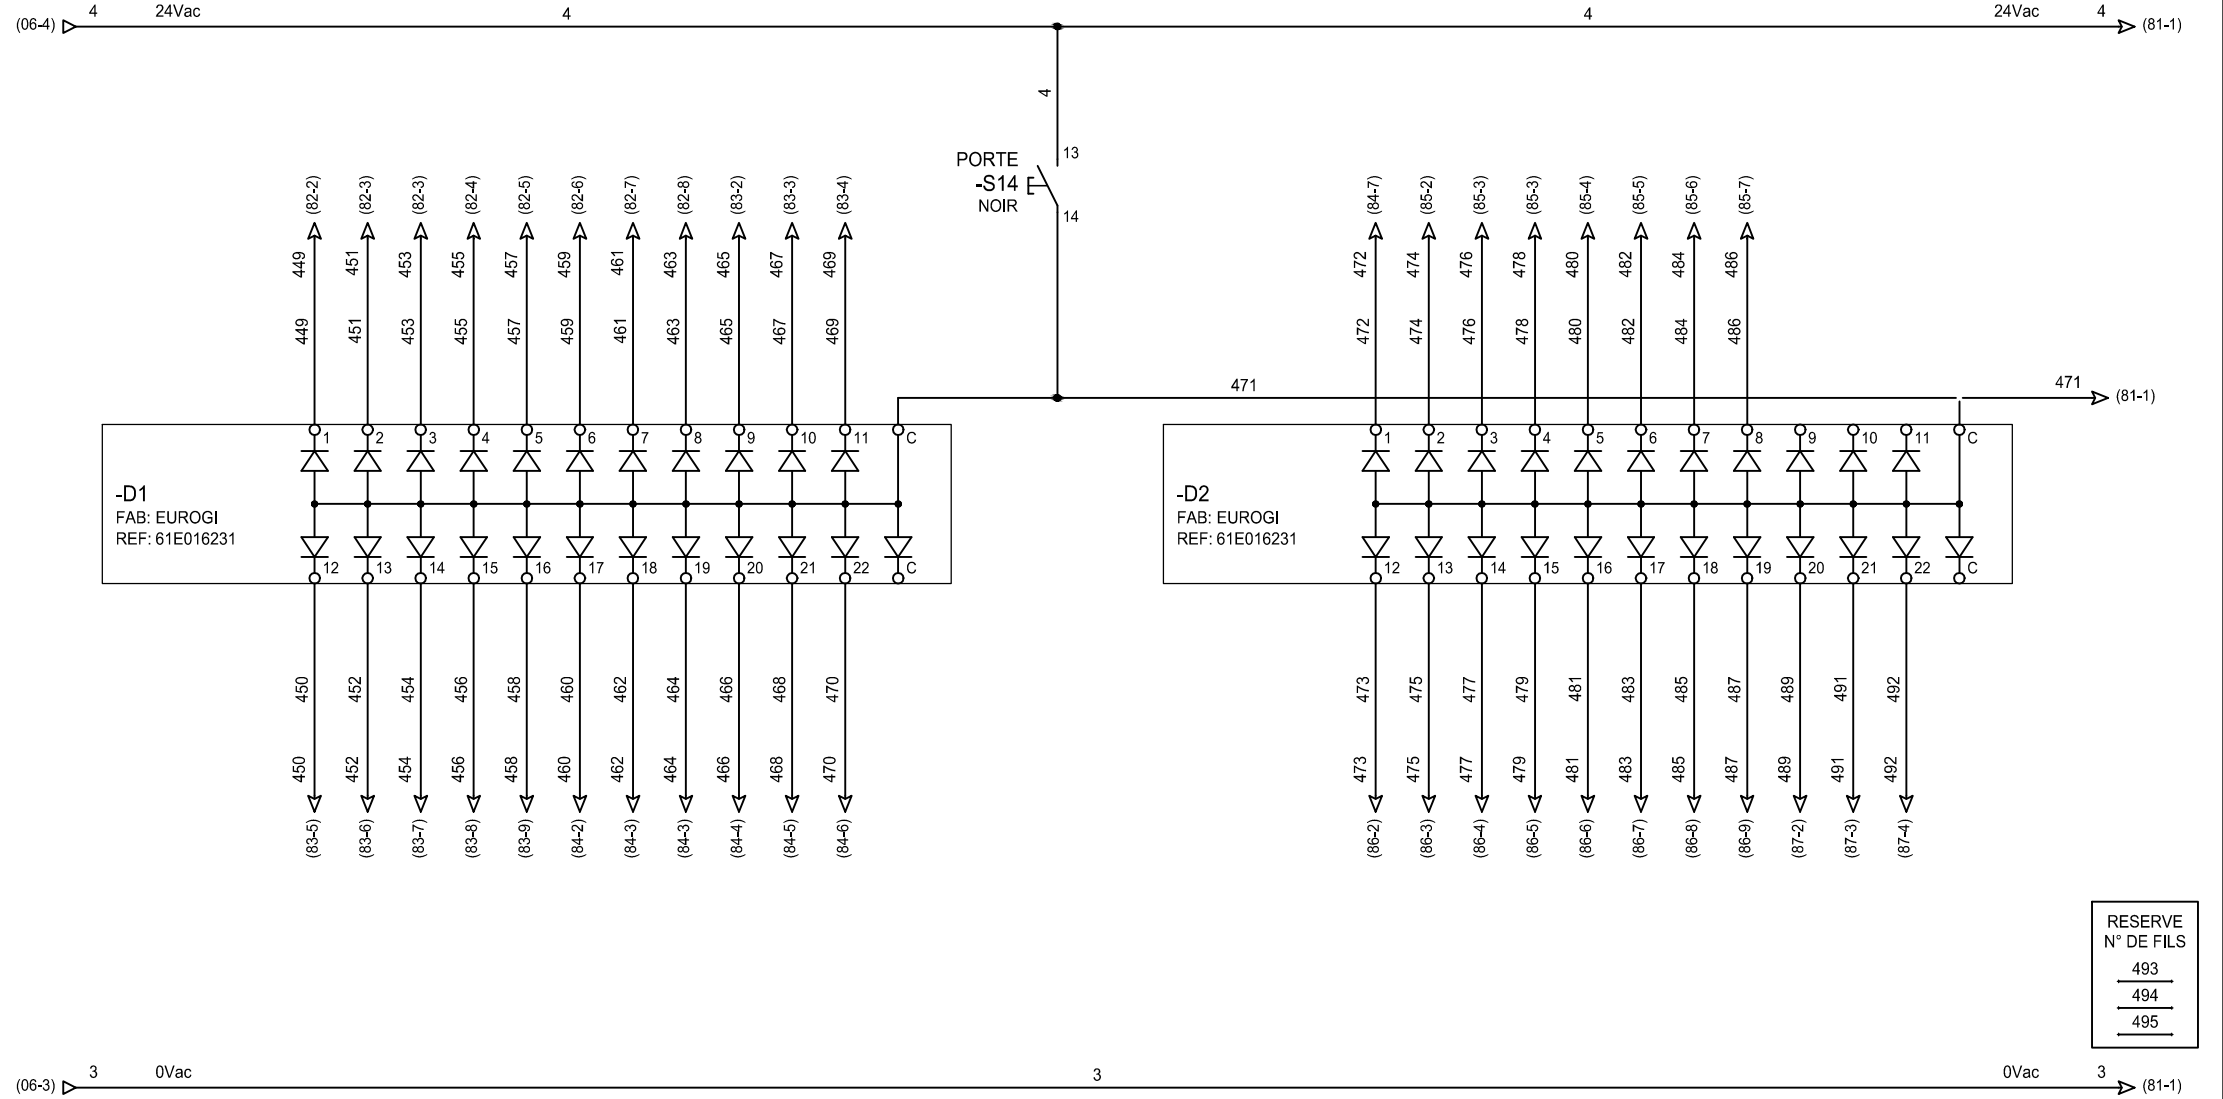 4 24Vac 4 4 24Vac 4
(06-4) (81-1)
4
PORTE 13
-S14
NOIR
14
(82-2) (82-3) (82-3) (82-4) (82-5) (82-6) (82-7) (82-8) (83-2) (83-3) (83-4)
449 451 453 455 457 459 461 463 465 467 469
449 451 453 455 457 459 461 463 465 467 469
(84-7) (85-2) (85-3) (85-3) (85-4) (85-5) (85-6) (85-7)
472 474 476 478 480 482 484 486
472 474 476 478 480 482 484 486
471 471 (81-1)
1 2 3 4 5 6 7 8 9 10 11 C
-D1
FAB: EUROGI
REF: 61E016231
12 13 14 15 16 17 18 19 20 21 22 C
1 2 3 4 5 6 7 8 9 10 11 C
-D2
FAB: EUROGI
REF: 61E016231
12 13 14 15 16 17 18 19 20 21 22 C
450 452 454 456 458 460 462 464 466 468 470
450 452 454 456 458 460 462 464 466 468 470
(83-5) (83-6) (83-7) (83-8) (83-9) (84-2) (84-3) (84-3) (84-4) (84-5) (84-6)
473 475 477 479 481 483 485 487 489 491 492
473 475 477 479 481 483 485 487 489 491 492
(86-2) (86-3) (86-4) (86-5) (86-6) (86-7) (86-8) (86-9) (87-2) (87-3) (87-4)
RESERVE
N° DE FILS
493
494
495
3 0Vac 3 0Vac 3
(06-3) (81-1)